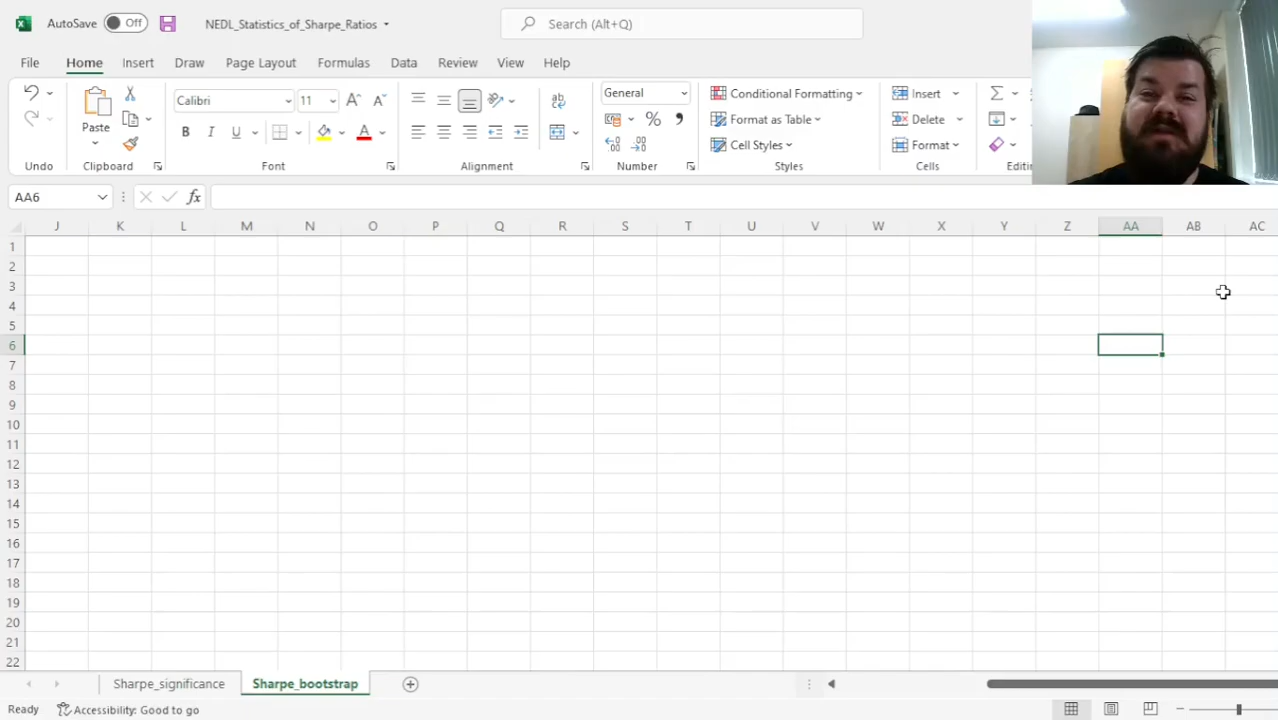 AutoSave Off NEDL_Statistics_of_Sharpe_Ratios Search (Alt+Q)
File Home Insert Draw Page Layout Formulas Data Review View Help
Calibri 11 General Conditional Formatting Insert
Paste B I U Format as Table Delete
Cell Styles Format
Undo Clipboard Font Alignment Number Styles Cells Editin
AA6 fx
J K L M N O P Q R S T U V W X Y Z AA AB AC
1
2
3
4
5
6
7
8
9
10
11
12
13
14
15
16
17
18
19
20
21
22
Sharpe_significance Sharpe_bootstrap
Ready Accessibility: Good to go